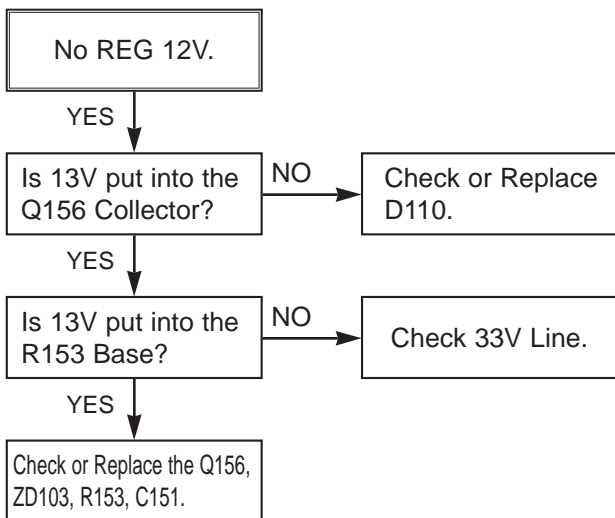 No REG 12V.
YES
Is 13V put into the
Q156 Collector?
NO
Check or Replace
D110.
YES
Is 13V put into the
R153 Base?
NO
Check 33V Line.
YES
Check or Replace the Q156,
ZD103, R153, C151.